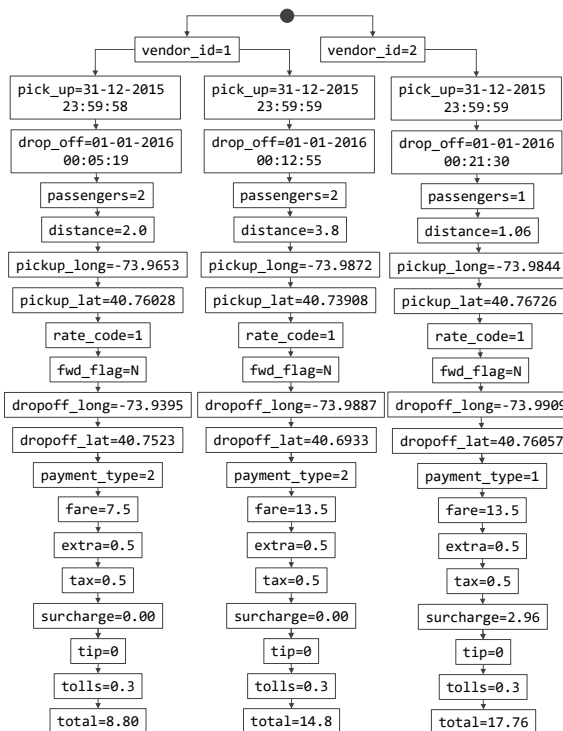 vendor_id=1
vendor_id=2
pick_up=31-12-2015
23:59:58
drop_off=01-01-2016
00:05:19
passengers=2
distance=2.0
pickup_long=-73.9653
pickup_lat=40.76028
rate_code=1
fwd_flag=N
dropoff_long=-73.9395
dropoff_lat=40.7523
payment_type=2
fare=7.5
extra=0.5
tax=0.5
surcharge=0.00
tip=0
tolls=0.3
total=8.80
pick_up=31-12-2015
23:59:59
drop_off=01-01-2016
00:12:55
passengers=2
distance=3.8
pickup_long=-73.9872
pickup_lat=40.73908
rate_code=1
fwd_flag=N
dropoff_long=-73.9887
dropoff_lat=40.6933
payment_type=2
fare=13.5
extra=0.5
tax=0.5
surcharge=0.00
tip=0
tolls=0.3
total=14.8
pick_up=31-12-2015
23:59:59
drop_off=01-01-2016
00:21:30
passengers=1
distance=1.06
pickup_long=-73.9844
pickup_lat=40.76726
rate_code=1
fwd_flag=N
dropoff_long=-73.9909
dropoff_lat=40.76057
payment_type=1
fare=13.5
extra=0.5
tax=0.5
surcharge=2.96
tip=0
tolls=0.3
total=17.76